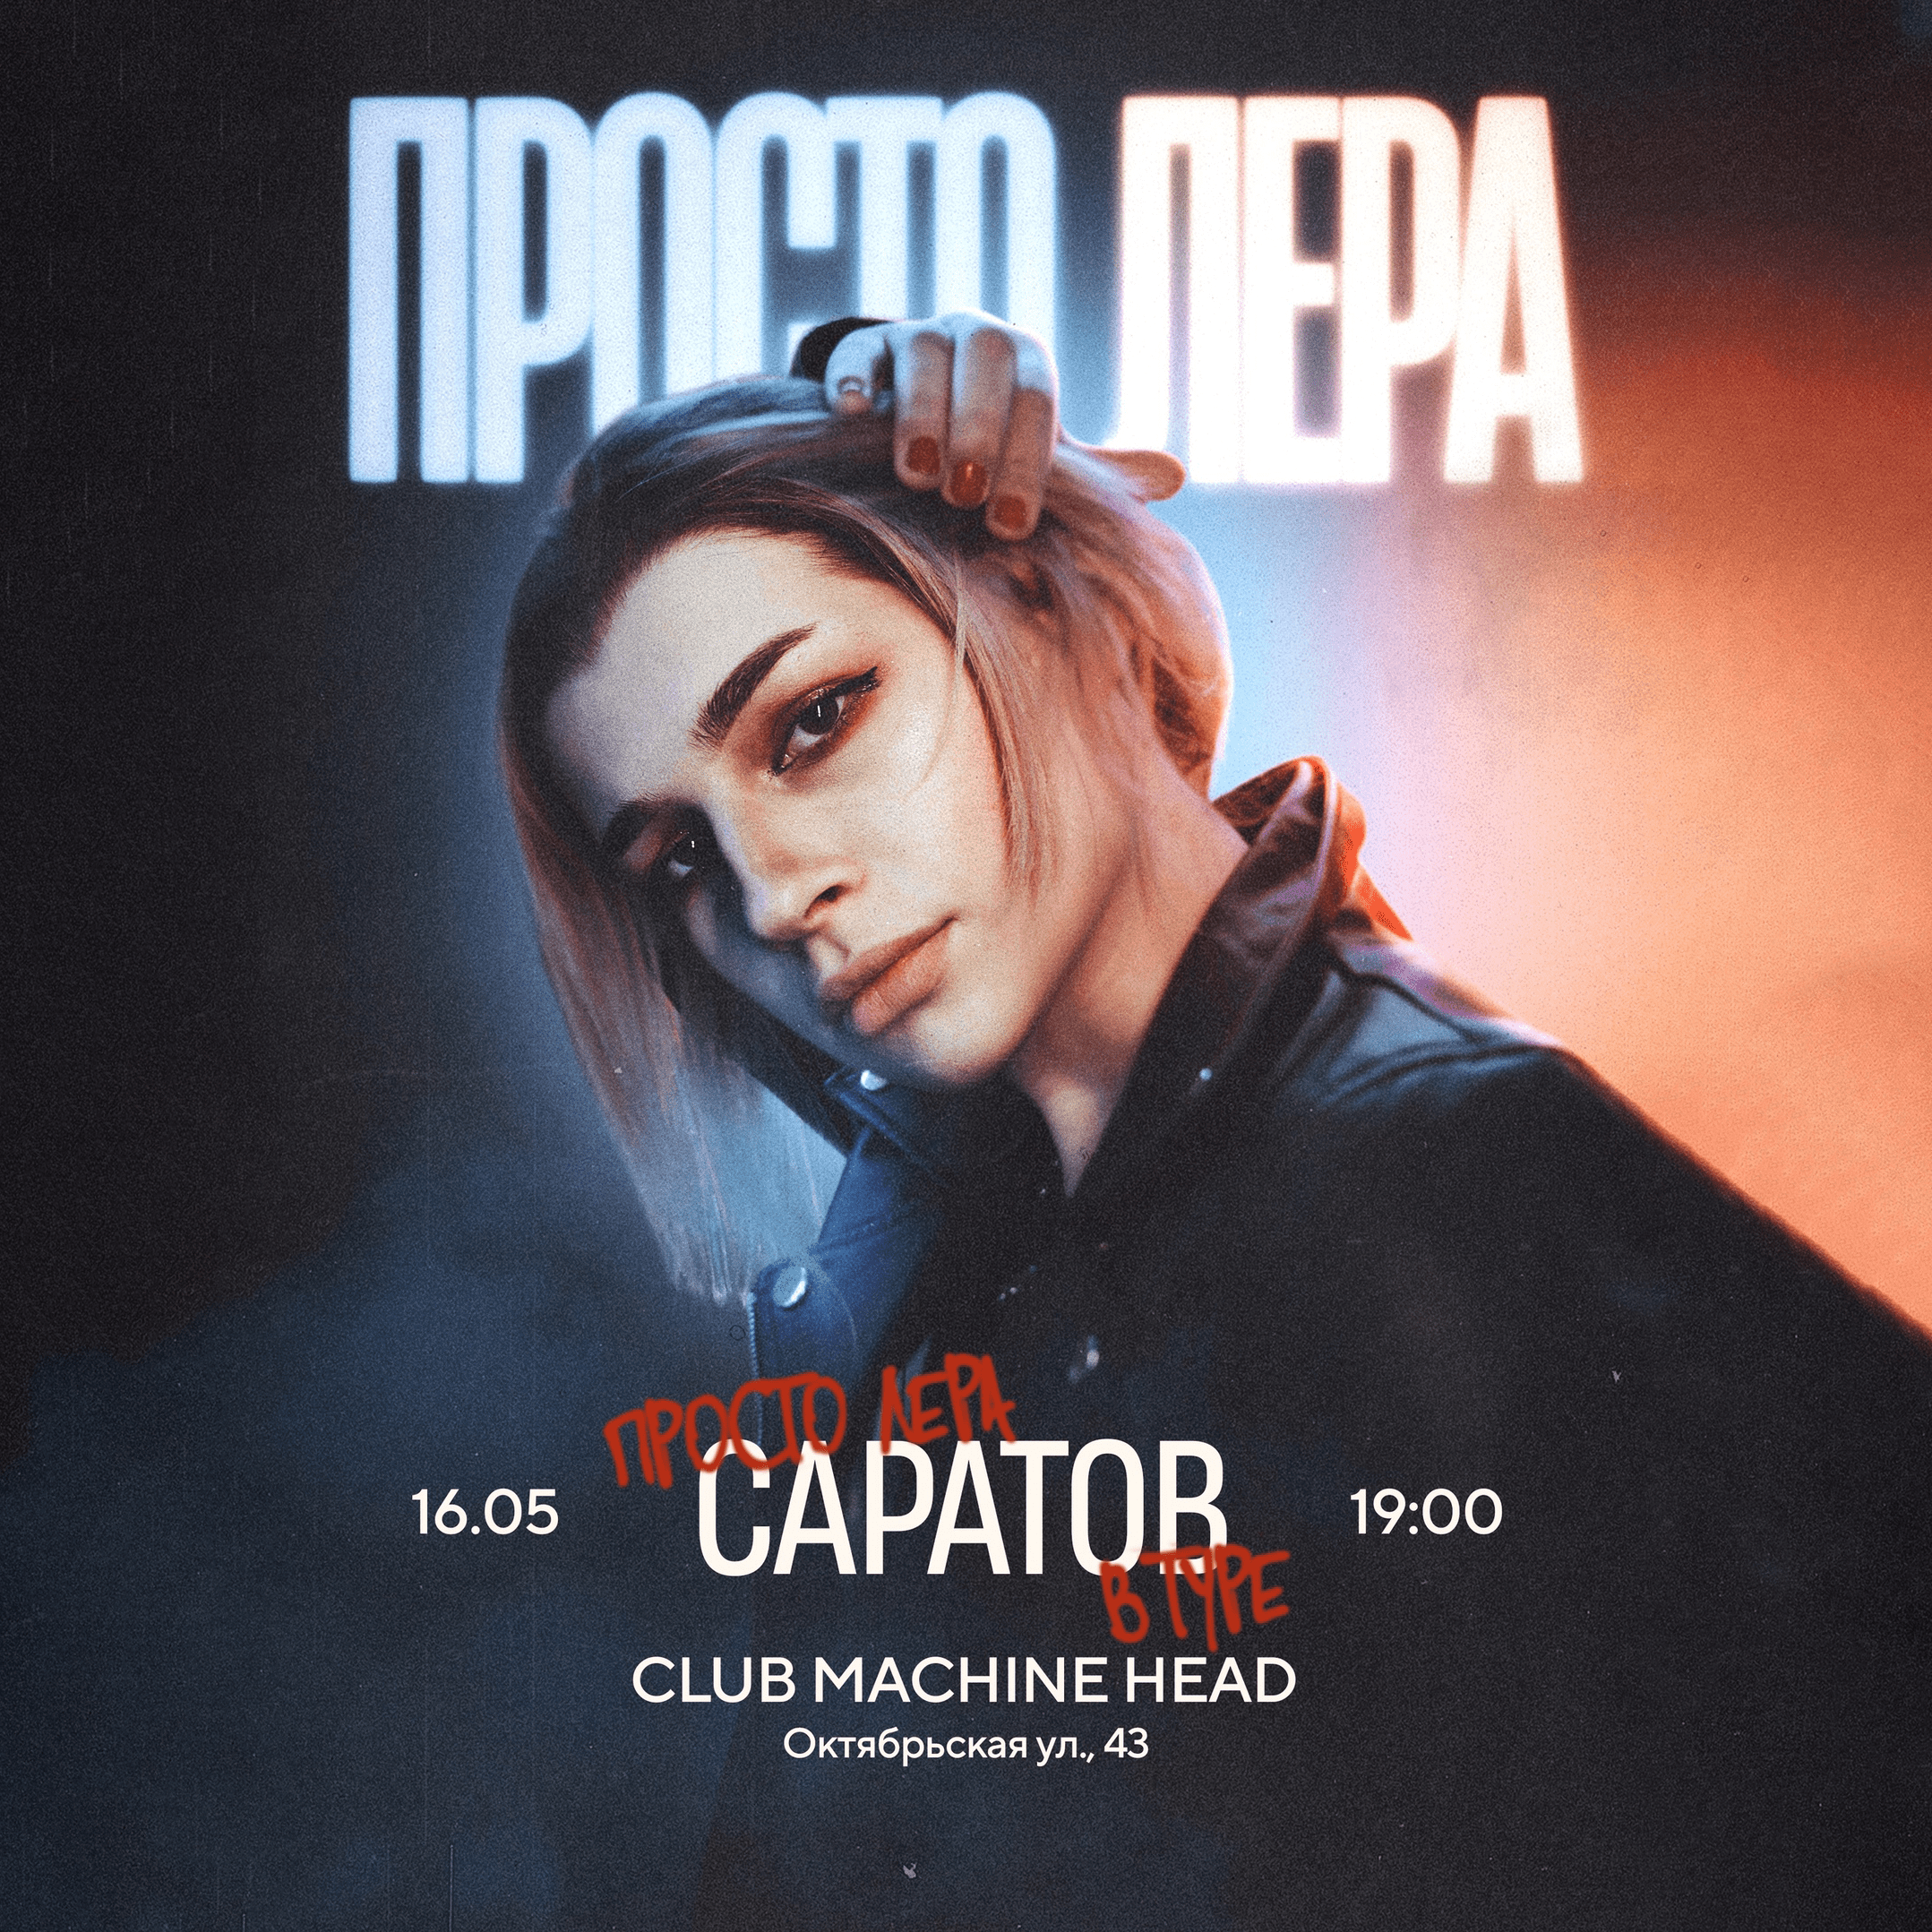 ПРОСТО ЛЕРА
ПРОСТО ЛЕРА
16.05 САРАТОВ 19:00
В ТУРЕ
CLUB MACHINE HEAD
Октябрьская ул., 43